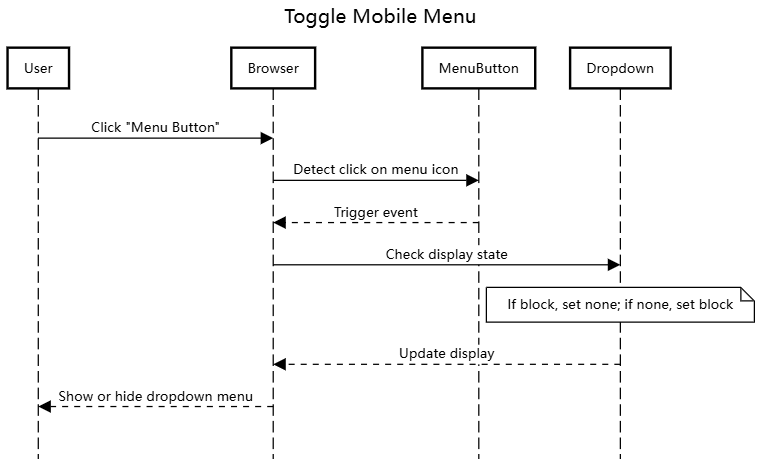 Toggle Mobile Menu
User
Browser
MenuButton
Dropdown
Click "Menu Button"
Detect click on menu icon
Trigger event
Check display state
If block, set none; if none, set block
Update display
Show or hide dropdown menu